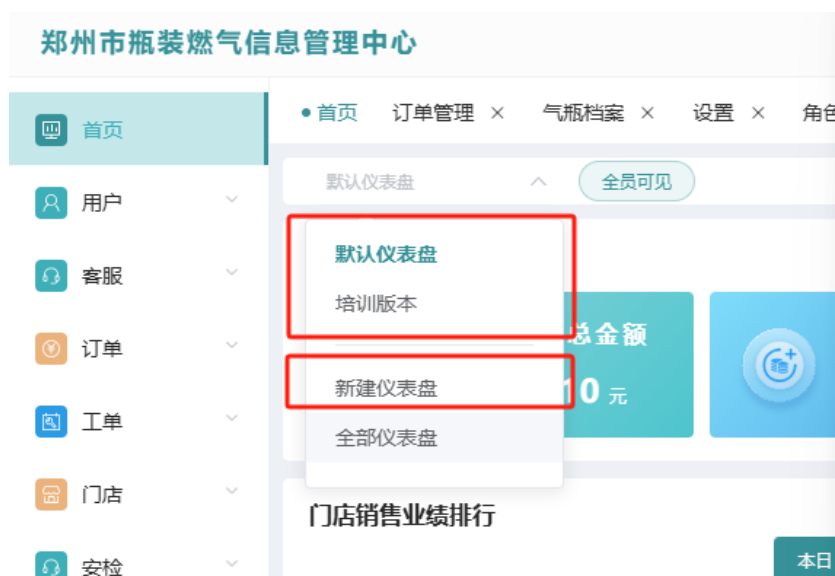 郑州市瓶装燃气信息管理中心
首页
用户
客服
订单
工单
门店
安检
首页 订单管理 × 气瓶档案 × 设置 × 角色
默认仪表盘 全员可见
默认仪表盘
培训版本
新建仪表盘
全部仪表盘
总金额
10 元
门店销售业绩排行
本日